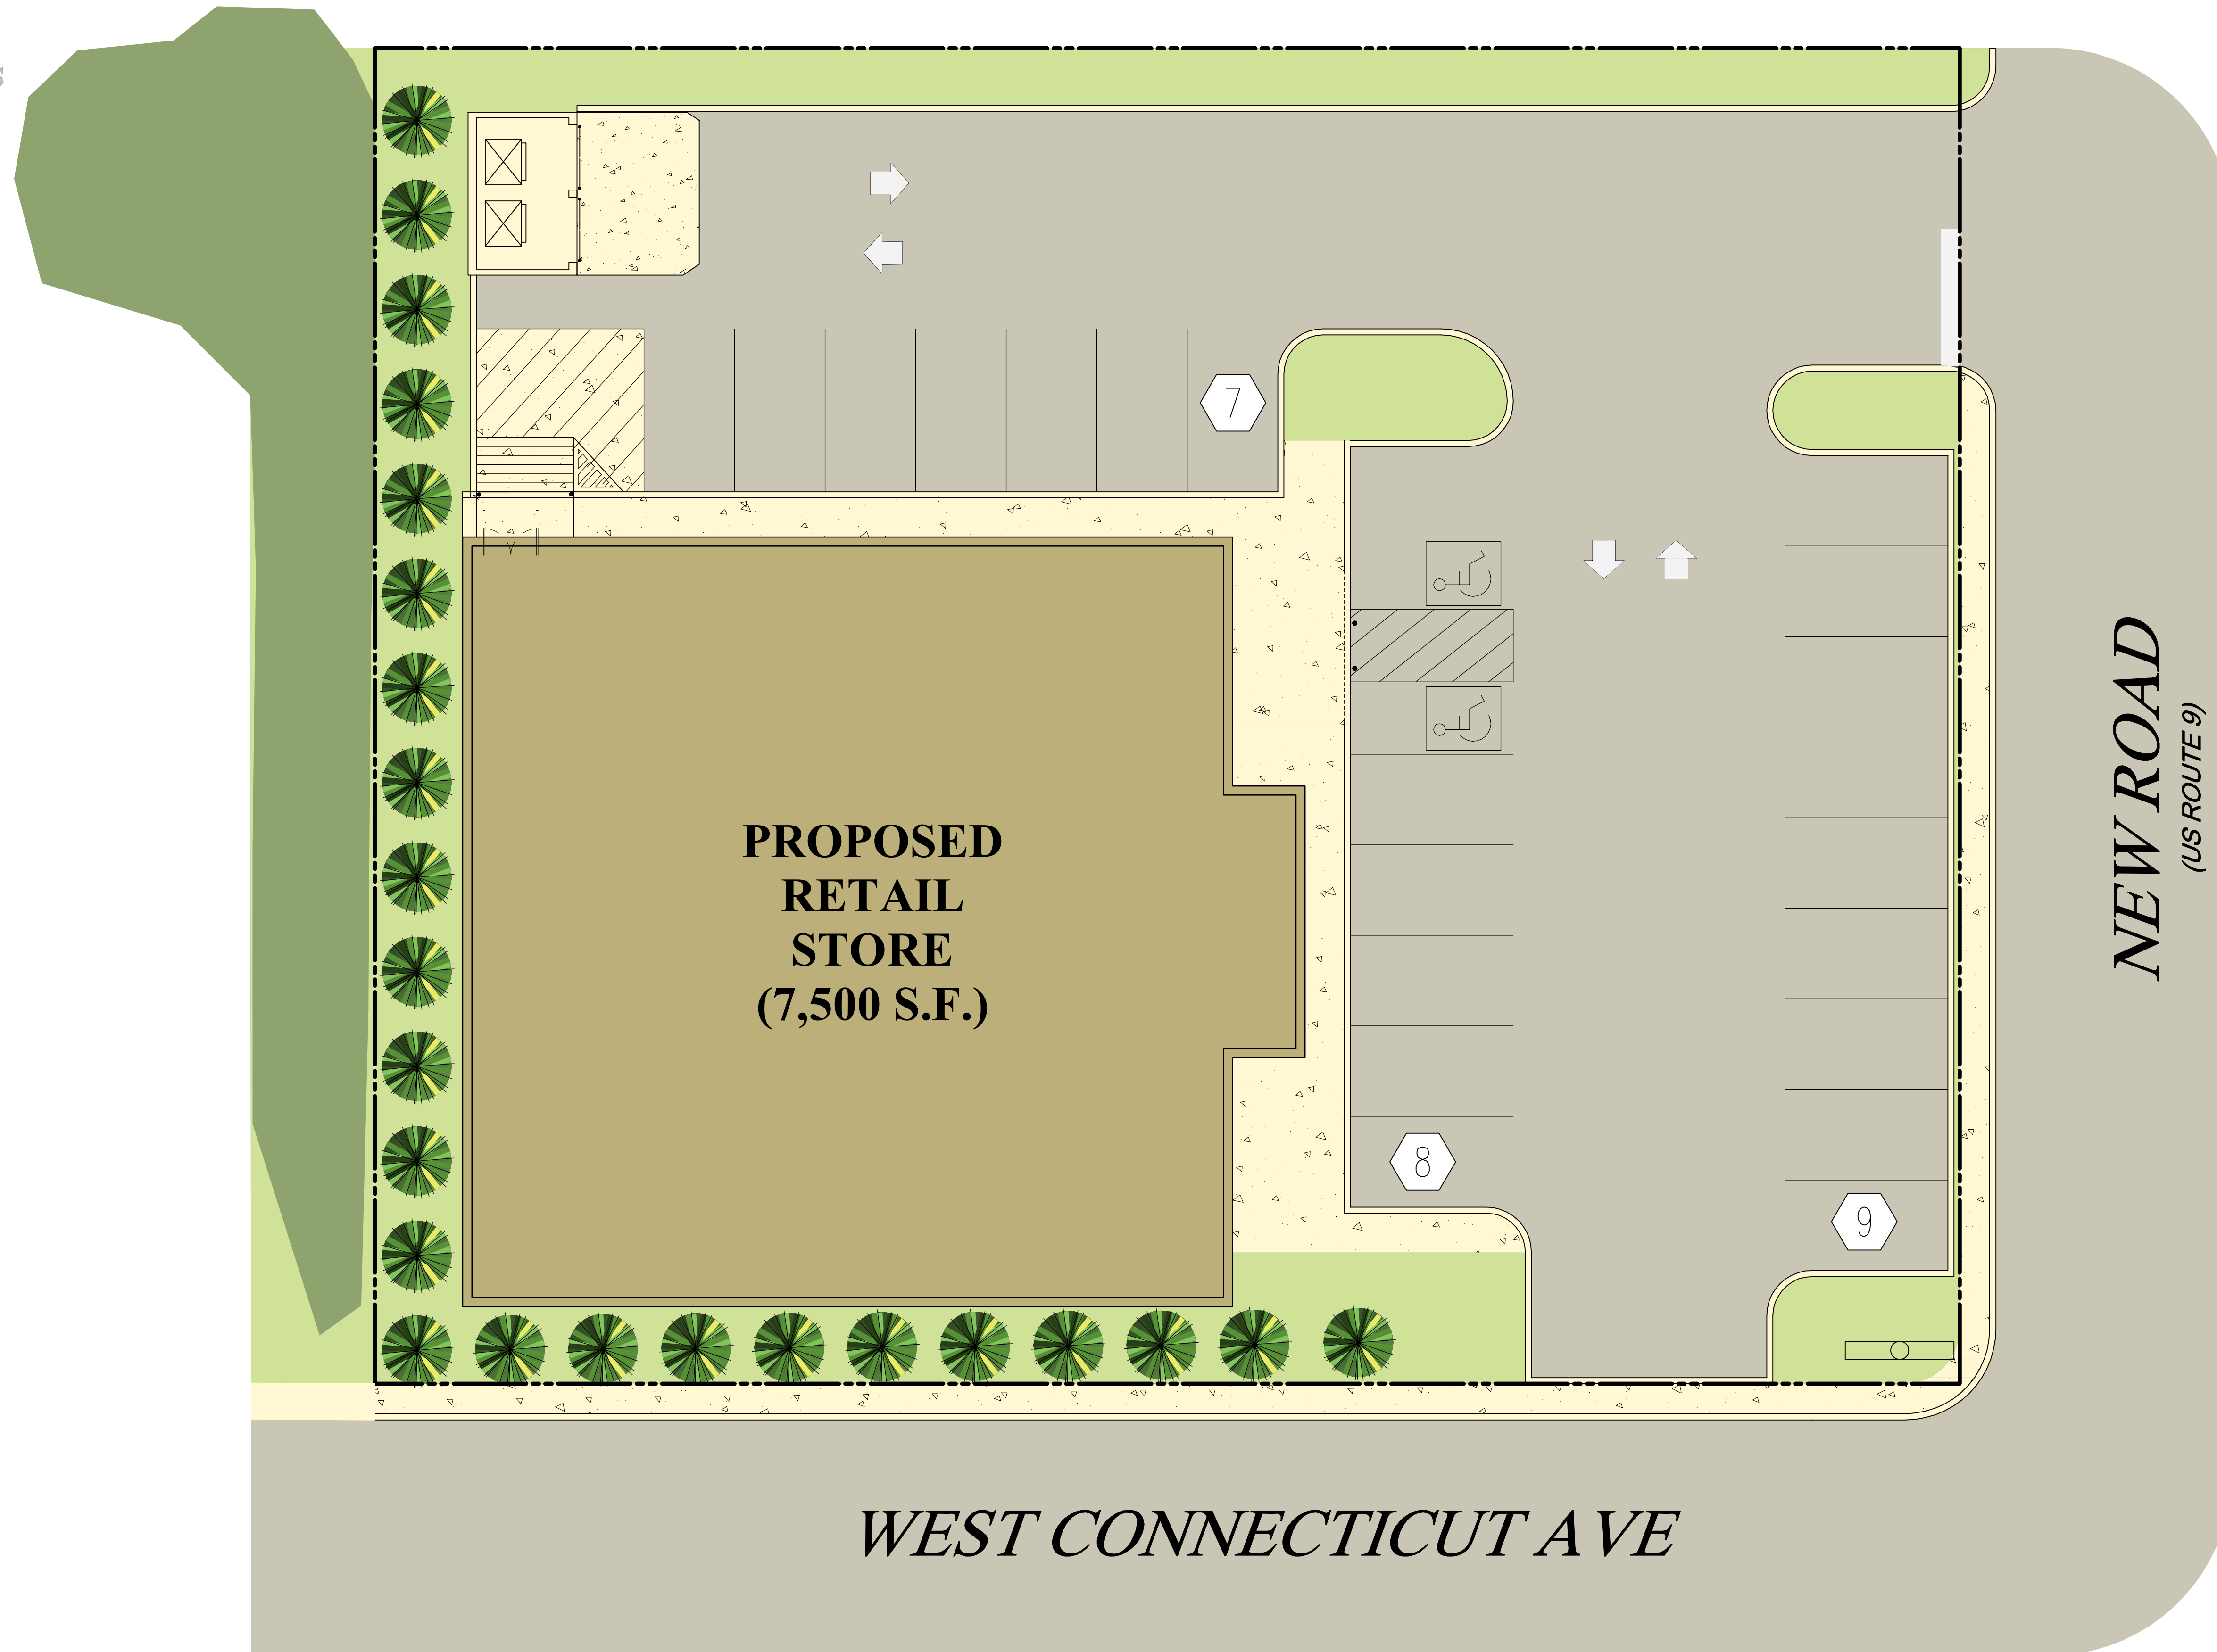 7
PROPOSED
RETAIL
STORE
(7,500 S.F.)
8
9
NEW ROAD
(US ROUTE 9)
WEST CONNECTICUT AVE